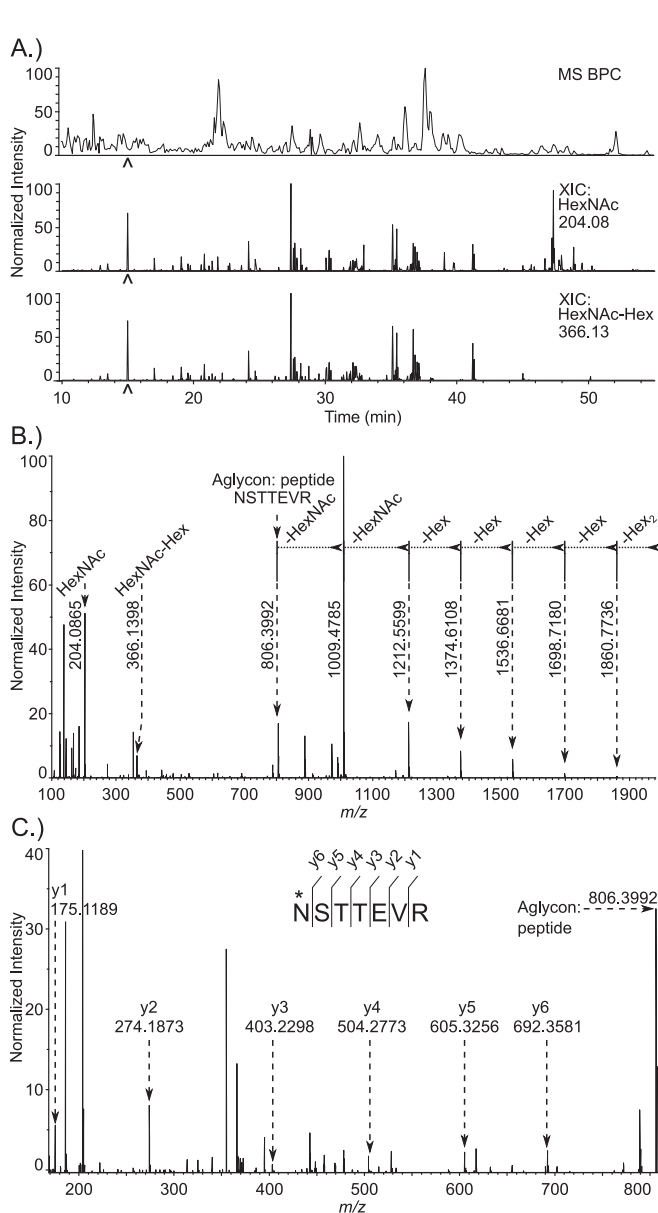 A.)
MS BPC
100
50
0
XIC:
HexNAc
204.08
100
50
0
XIC:
HexNAc-Hex
366.13
100
50
0
Normalized Intensity
Normalized Intensity
^
^
^
10 20 30 40 50
Time (min)
B.)
100
80
60
40
20
0
Normalized Intensity
Aglycon: peptide
NSTTEVR
-HexNAc
-HexNAc
-Hex
-Hex
-Hex
-Hex
-Hex2
HexNAc
HexNAc-Hex
204.0865
366.1398
806.3992
1009.4785
1212.5599
1374.6108
1536.6681
1698.7180
1860.7736
100 300 500 700 900 1100 1300 1500 1700 1900
m/z
C.)
40
30
20
10
0
Normalized Intensity
y1
175.1189
y6 y5 y4 y3 y2 y1
*
NSTTEVR
806.3992
Aglycon:
peptide
y2
274.1873
y3
403.2298
y4
504.2773
y5
605.3256
y6
692.3581
200 300 400 500 600 700 800
m/z